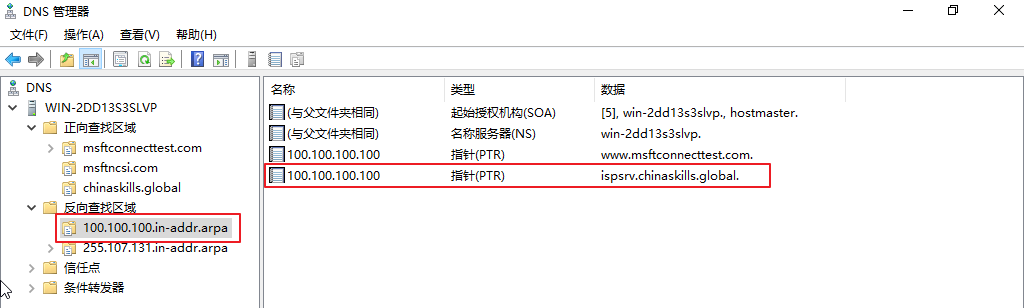 DNS 管理器
文件(F) 操作(A) 查看(V) 帮助(H)
DNS
WIN-2DD13S3SLVP
正向查找区域
msftconnecttest.com
msftncsi.com
chinaskills.global
反向查找区域
100.100.100.in-addr.arpa
255.107.131.in-addr.arpa
信任点
条件转发器
名称 类型 数据
(与父文件夹相同) 起始授权机构(SOA) [5], win-2dd13s3slvp., hostmaster.
(与父文件夹相同) 名称服务器(NS) win-2dd13s3slvp.
100.100.100.100 指针(PTR) www.msftconnecttest.com.
100.100.100.100 指针(PTR) ispsrv.chinaskills.global.